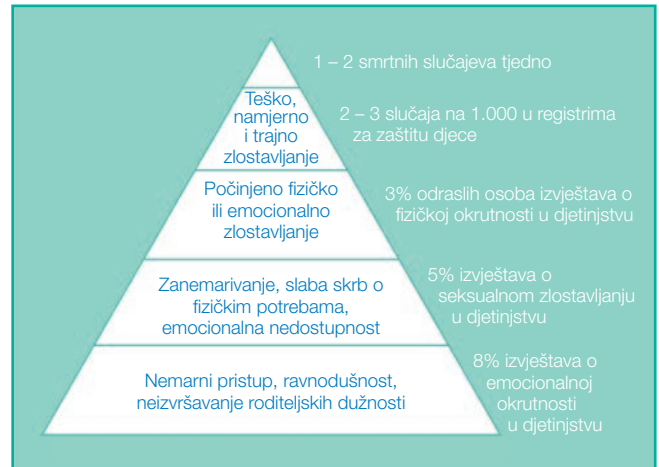 1 – 2 smrtnih slučajeva tjedno
Teško,
namjerno
i trajno
zlostavljanje
2 – 3 slučaja na 1.000 u registrima
za zaštitu djece
Počinjeno fizičko
ili emocionalno
zlostavljanje
3% odraslih osoba izvještava o
fizičkoj okrutnosti u djetinjstvu
Zanemarivanje, slaba skrb o
fizičkim potrebama,
emocionalna nedostupnost
5% izvještava o
seksualnom zlostavljanju
u djetinjstvu
Nemarni pristup, ravnodušnost,
neizvršavanje roditeljskih dužnosti
8% izvještava o
emocionalnoj
okrutnosti
u djetinjstvu